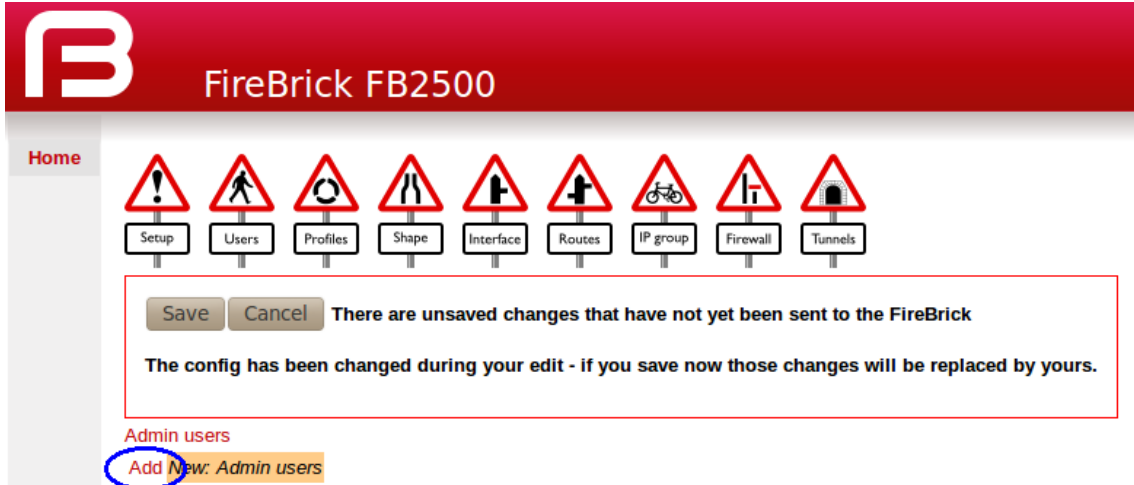 FireBrick FB2500
Home
Setup Users Profiles Shape Interface Routes IP group Firewall Tunnels
Save Cancel There are unsaved changes that have not yet been sent to the FireBrick
The config has been changed during your edit - if you save now those changes will be replaced by yours.
Admin users
Add New: Admin users